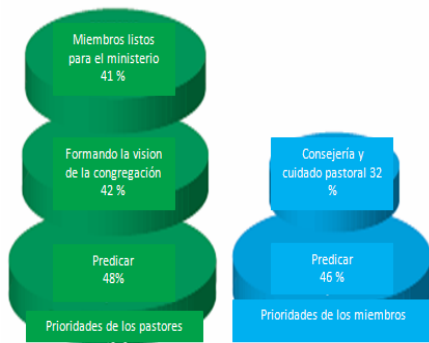 Miembros listos
para el ministerio
41 %
Formando la vision
de la congregación
42 %
Predicar
48%
Prioridades de los pastores
Consejería y
cuidado pastoral 32
%
Predicar
46 %
Prioridades de los miembros